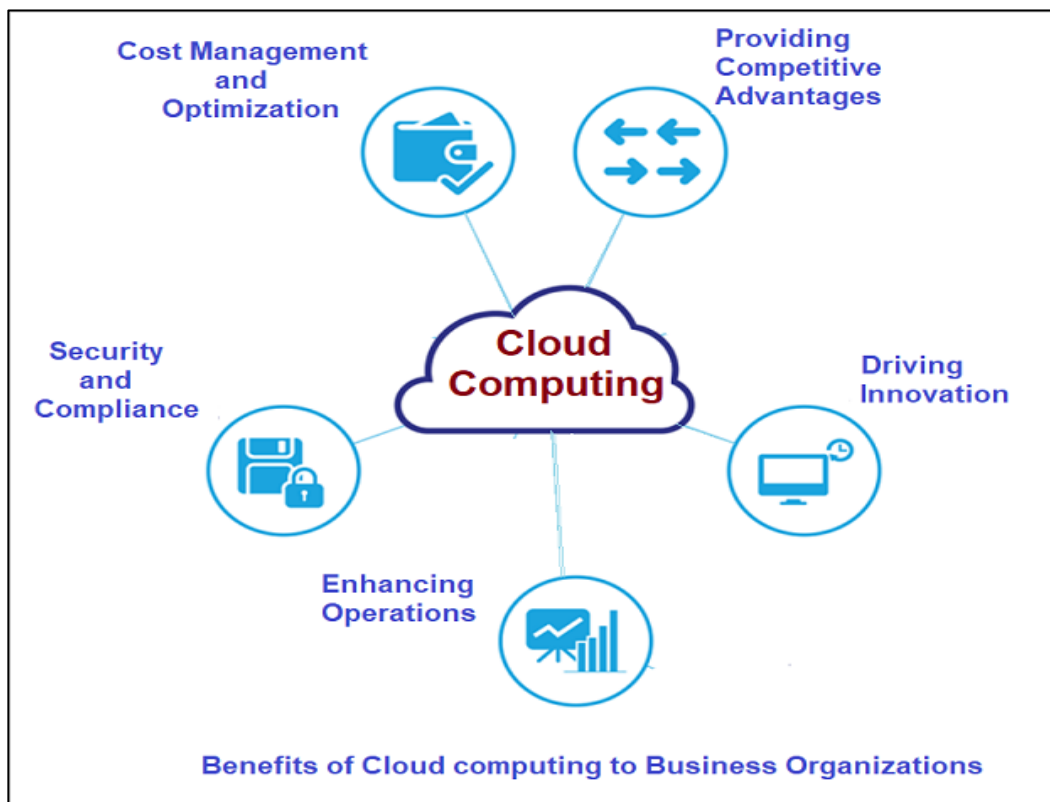 Cost Management
and
Optimization
Providing
Competitive
Advantages
Cloud
Computing
Security
and
Compliance
Driving
Innovation
Enhancing
Operations
Benefits of Cloud computing to Business Organizations